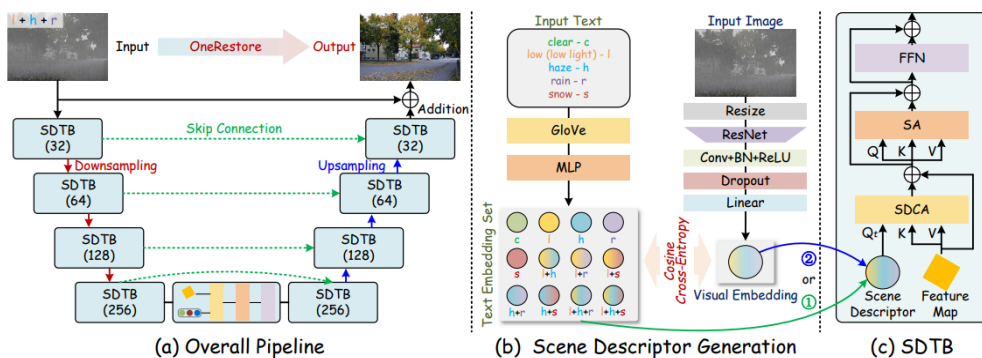 l + h + r
Input
OneRestore
Output
Addition
SDTB
(32)
Skip Connection
SDTB
(32)
Downsampling
Upsampling
SDTB
(64)
SDTB
(64)
SDTB
(128)
SDTB
(128)
SDTB
(256)
SDTB
(256)
(a) Overall Pipeline
Input Text
clear - c
low (low light) - l
haze - h
rain - r
snow - s
GloVe
MLP
Text Embedding Set
c l h r
s l+h l+r l+s
h+r h+s l+h+r l+h+s
Cosine
Cross-Entropy
Input Image
Resize
ResNet
Conv+BN+ReLU
Dropout
Linear
Visual Embedding
②
or
①
(b) Scene Descriptor Generation
FFN
SA
Q K V
SDCA
Qt K V
Scene
Descriptor
Feature
Map
(c) SDTB